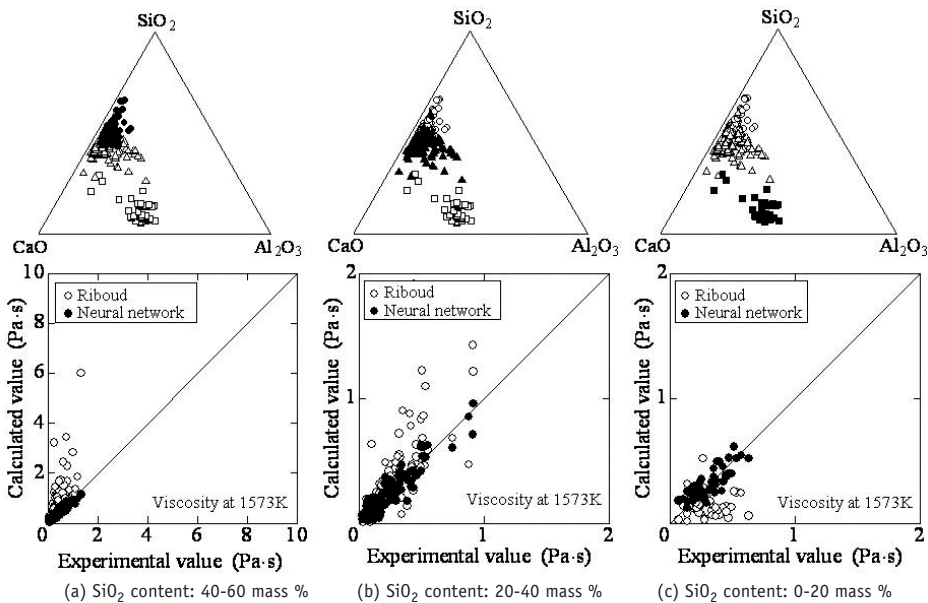 SiO₂
SiO₂
SiO₂
CaO
Al₂O₃
CaO
Al₂O₃
CaO
Al₂O₃
Calculated value (Pa·s)
10
8
6
4
2
0
Riboud
Neural network
Viscosity at 1573K
0
2
4
6
8
10
Experimental value (Pa·s)
(a) SiO₂ content: 40-60 mass %
Calculated value (Pa·s)
2
1
0
Riboud
Neural network
Viscosity at 1573K
0
1
2
Experimental value (Pa·s)
(b) SiO₂ content: 20-40 mass %
Calculated value (Pa·s)
2
1
0
Riboud
Neural network
Viscosity at 1573K
0
1
2
Experimental value (Pa·s)
(c) SiO₂ content: 0-20 mass %